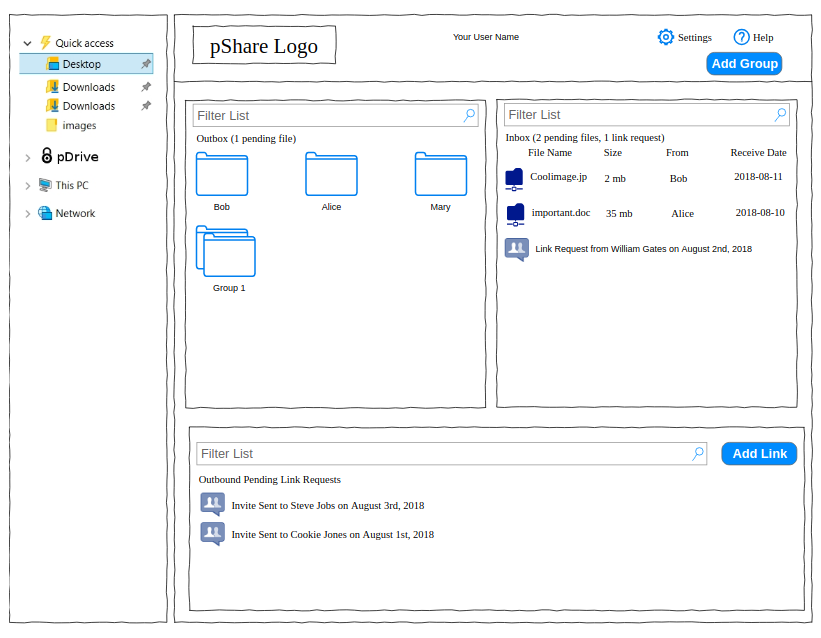 Quick access
Desktop
Downloads
Downloads
images
pDrive
This PC
Network
pShare Logo
Your User Name
Settings
Help
Add Group
Filter List
Outbox (1 pending file)
Bob
Alice
Mary
Group 1
Filter List
Inbox (2 pending files, 1 link request)
File Name Size From Receive Date
Coolimage.jp 2 mb Bob 2018-08-11
important.doc 35 mb Alice 2018-08-10
Link Request from William Gates on August 2nd, 2018
Filter List
Add Link
Outbound Pending Link Requests
Invite Sent to Steve Jobs on August 3rd, 2018
Invite Sent to Cookie Jones on August 1st, 2018